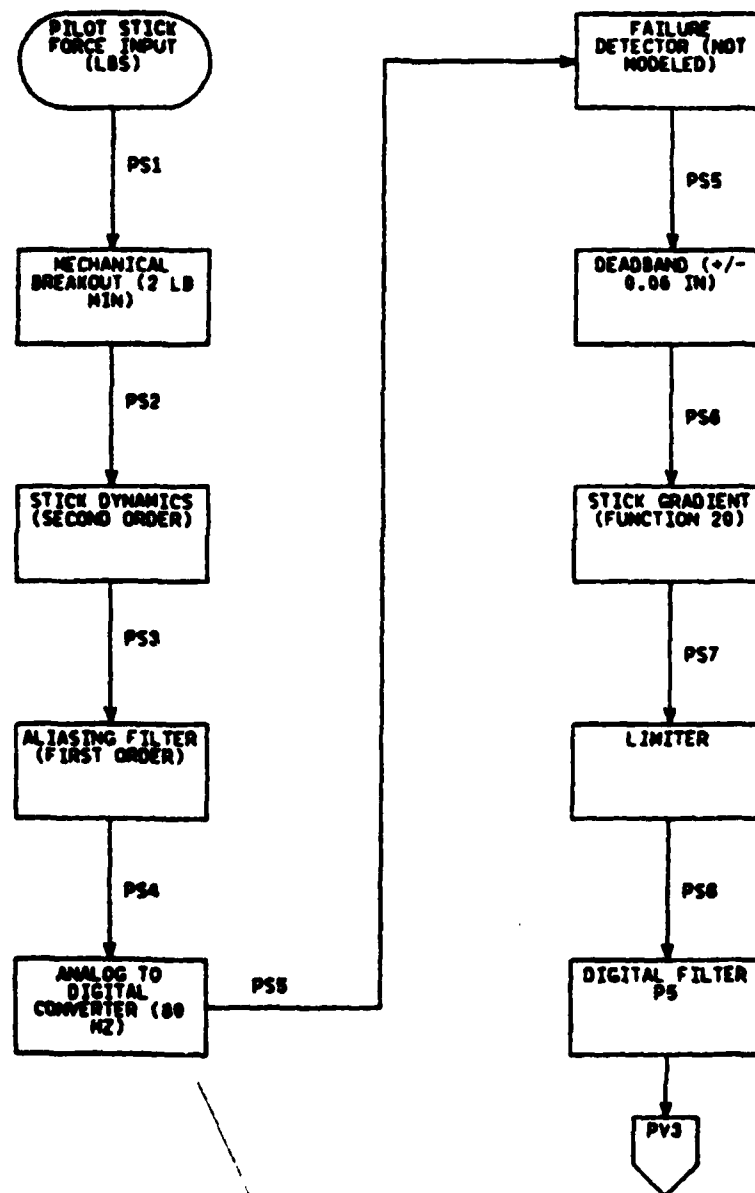 PILOT STICK
FORCE INPUT
(LBS)
PS1
MECHANICAL
BREAKOUT (2 LB
MIN)
PS2
STICK DYNAMICS
(SECOND ORDER)
PS3
ALIASING FILTER
(FIRST ORDER)
PS4
ANALOG TO
DIGITAL
CONVERTER (80
HZ)
PS5
FAILURE
DETECTOR (NOT
MODELED)
PS5
DEADBAND (+/-
0.06 IN)
PS6
STICK GRADIENT
(FUNCTION 20)
PS7
LIMITER
PS8
DIGITAL FILTER
P5
PV3